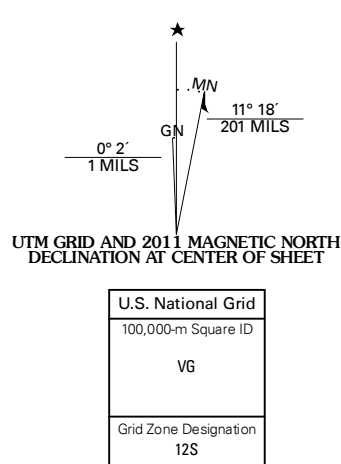 MN
GN
11° 18´
201 MILS
0° 2´
1 MILS
UTM GRID AND 2011 MAGNETIC NORTH
DECLINATION AT CENTER OF SHEET
U.S. National Grid
100,000-m Square ID
VG
Grid Zone Designation
12S